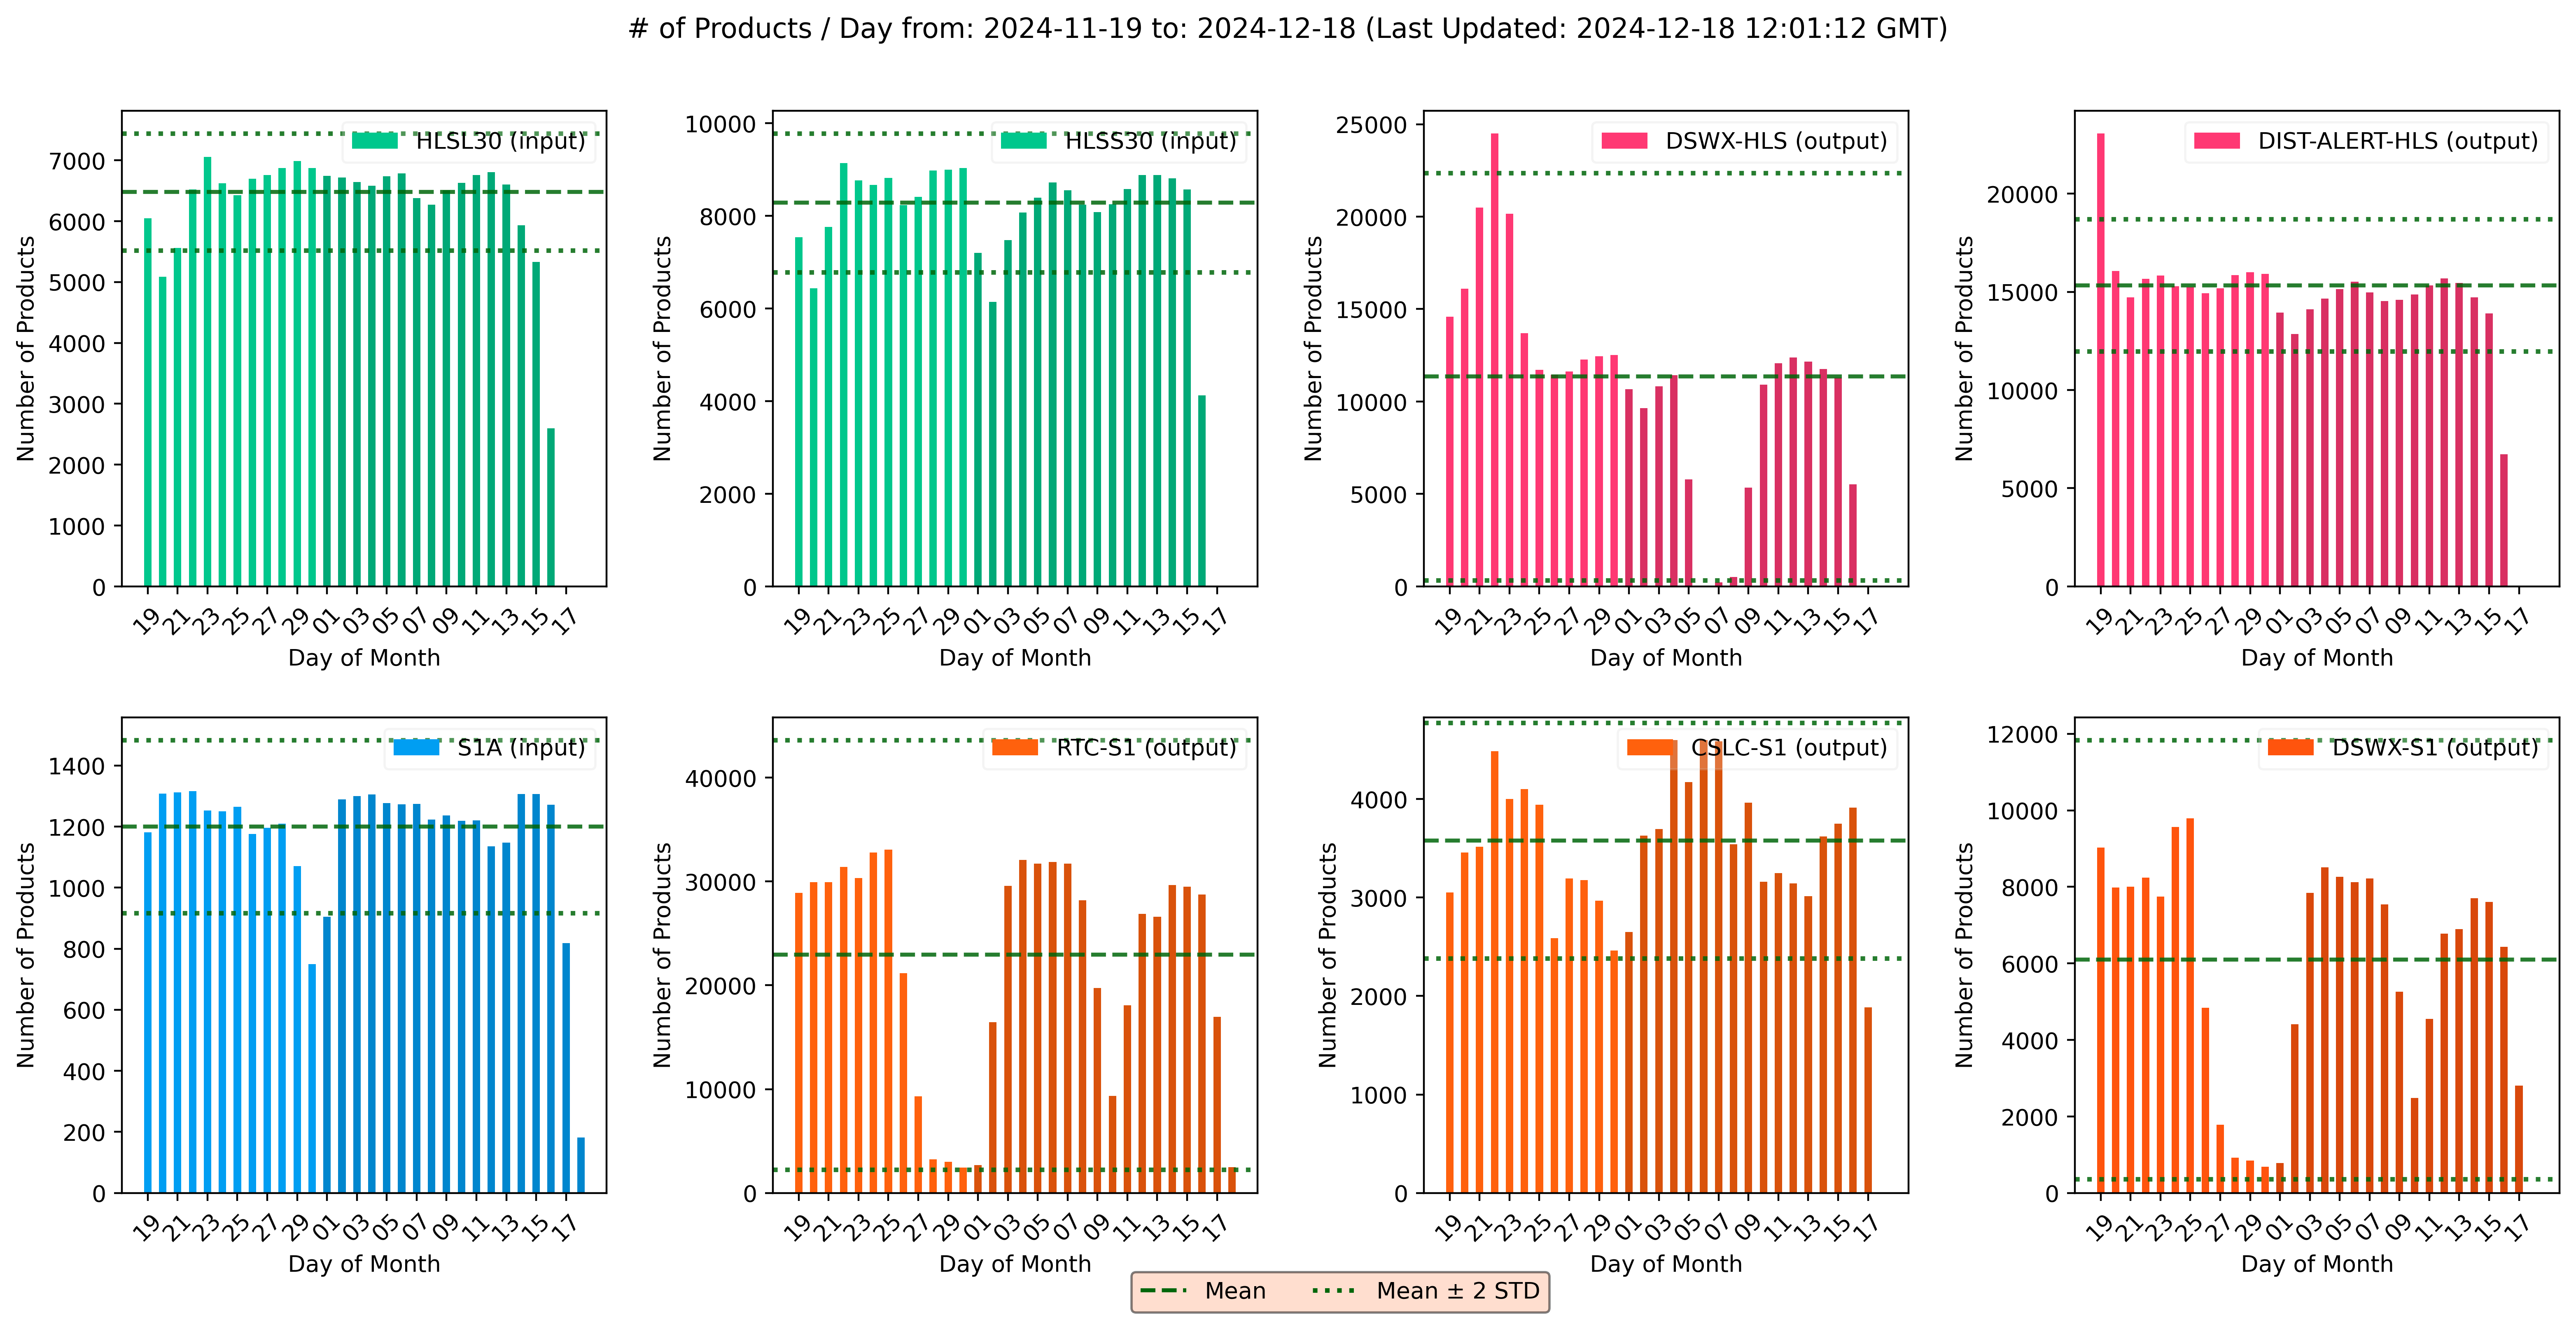 # of Products / Day from: 2024-11-19 to: 2024-12-18 (Last Updated: 2024-12-18 12:01:12 GMT)
HLSL30 (input)
Number of Products
7000
6000
5000
4000
3000
2000
1000
0
19 21 23 25 27 29 01 03 05 07 09 11 13 15 17
Day of Month
HLSS30 (input)
Number of Products
10000
8000
6000
4000
2000
0
19 21 23 25 27 29 01 03 05 07 09 11 13 15 17
Day of Month
DSWX-HLS (output)
Number of Products
25000
20000
15000
10000
5000
0
19 21 23 25 27 29 01 03 05 07 09 11 13 15 17
Day of Month
DIST-ALERT-HLS (output)
Number of Products
20000
15000
10000
5000
0
19 21 23 25 27 29 01 03 05 07 09 11 13 15 17
Day of Month
S1A (input)
Number of Products
1400
1200
1000
800
600
400
200
0
19 21 23 25 27 29 01 03 05 07 09 11 13 15 17
Day of Month
RTC-S1 (output)
Number of Products
40000
30000
20000
10000
0
19 21 23 25 27 29 01 03 05 07 09 11 13 15 17
Day of Month
CSLC-S1 (output)
Number of Products
4000
3000
2000
1000
0
19 21 23 25 27 29 01 03 05 07 09 11 13 15 17
Day of Month
DSWX-S1 (output)
Number of Products
12000
10000
8000
6000
4000
2000
0
19 21 23 25 27 29 01 03 05 07 09 11 13 15 17
Day of Month
Mean
Mean ± 2 STD